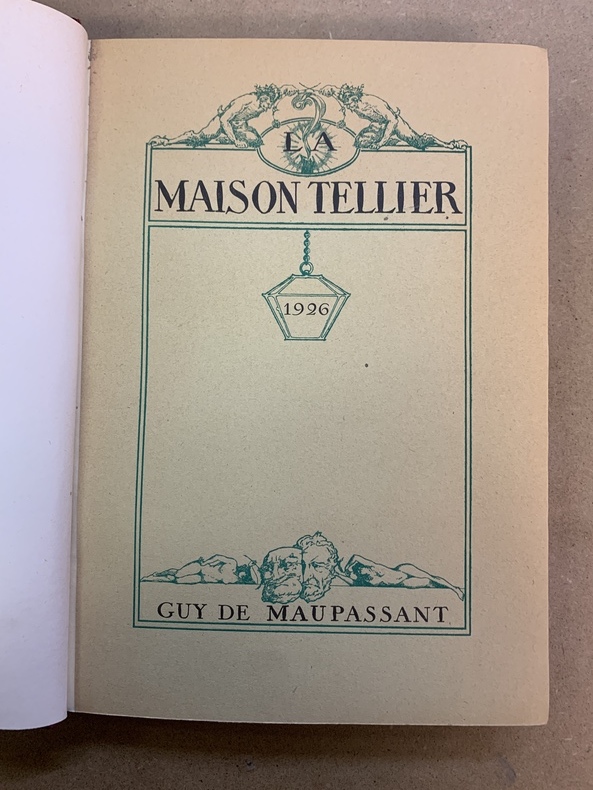 LA
MAISON TELLIER
1926
GUY DE MAUPASSANT